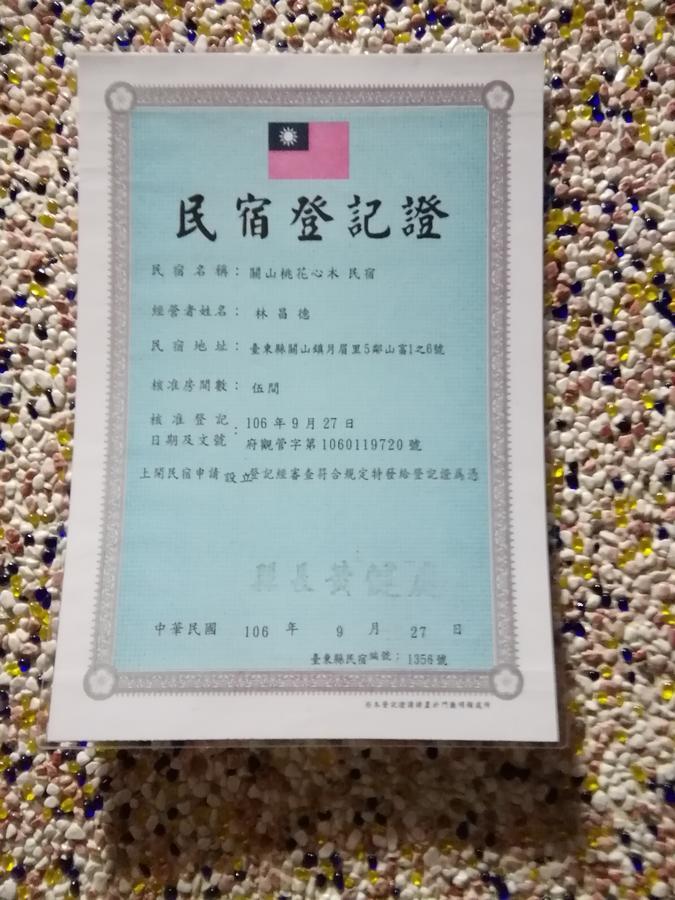 民宿登記證
民宿名稱：關山桃花心木 民宿
經營者姓名：林昌德
民宿地址：臺東縣關山鎮月眉里5鄰山富1之6號
核准房間數：伍間
核准登記日期及文號：106年9月27日
府觀管字第1060119720號
上開民宿申請設立登記經審查符合規定特發給登記證為憑
縣長黃健庭
中華民國 106 年 9 月 27 日
臺東縣民宿編號：1356號